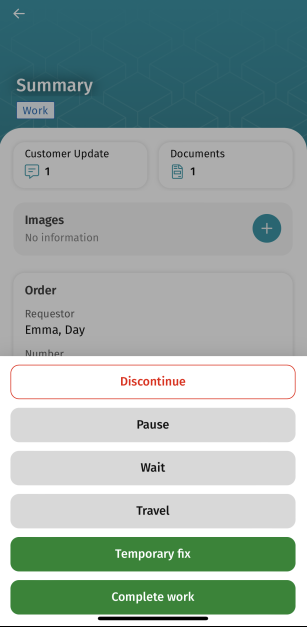 Summary
Work
Customer Update
1
Documents
1
Images
No information
Order
Requestor
Emma, Day
Number
Discontinue
Pause
Wait
Travel
Temporary fix
Complete work